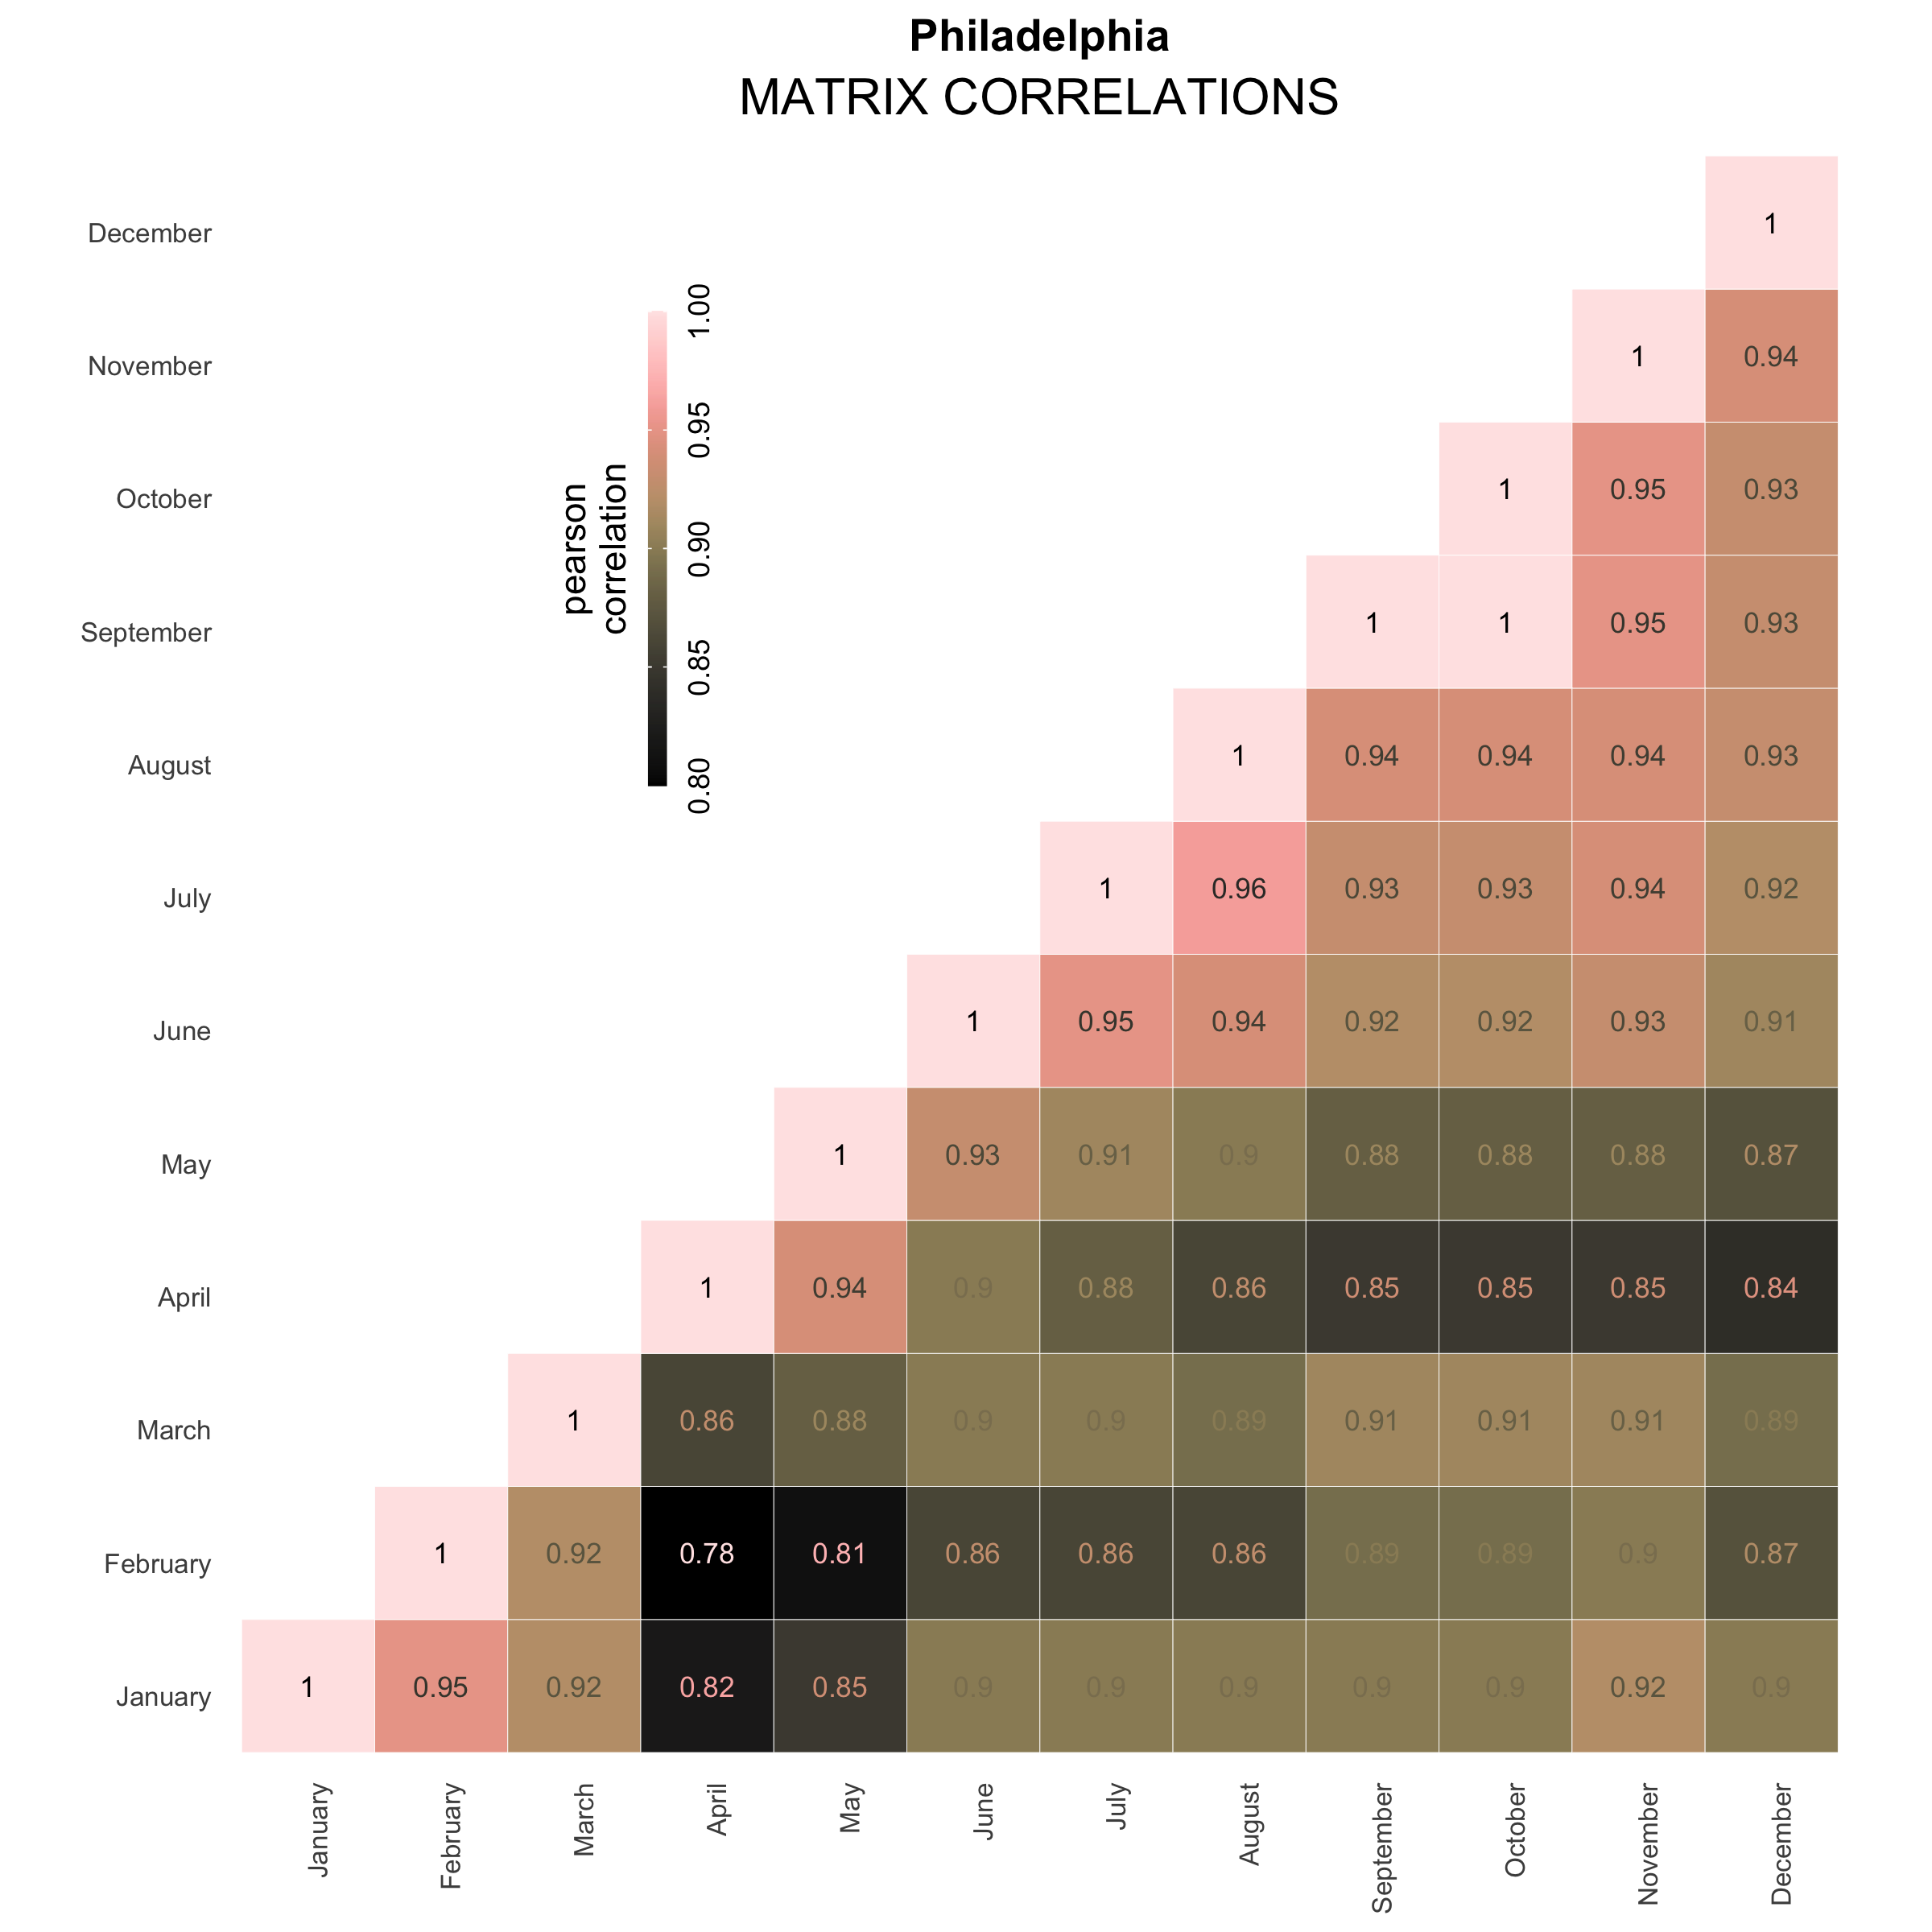 Philadelphia
MATRIX CORRELATIONS
pearson
correlation
1.00
0.95
0.90
0.85
0.80
December 1
November 1 0.94
October 1 0.95 0.93
September 1 1 0.95 0.93
August 1 0.94 0.94 0.94 0.93
July 1 0.96 0.93 0.93 0.94 0.92
June 1 0.95 0.94 0.92 0.92 0.93 0.91
May 1 0.93 0.91 0.9 0.88 0.88 0.88 0.87
April 1 0.94 0.9 0.88 0.86 0.85 0.85 0.85 0.84
March 1 0.86 0.88 0.9 0.9 0.89 0.91 0.91 0.91 0.89
February 1 0.92 0.78 0.81 0.86 0.86 0.86 0.89 0.89 0.9 0.87
January 1 0.95 0.92 0.82 0.85 0.9 0.9 0.9 0.9 0.9 0.92 0.9
January February March April May June July August September October November December